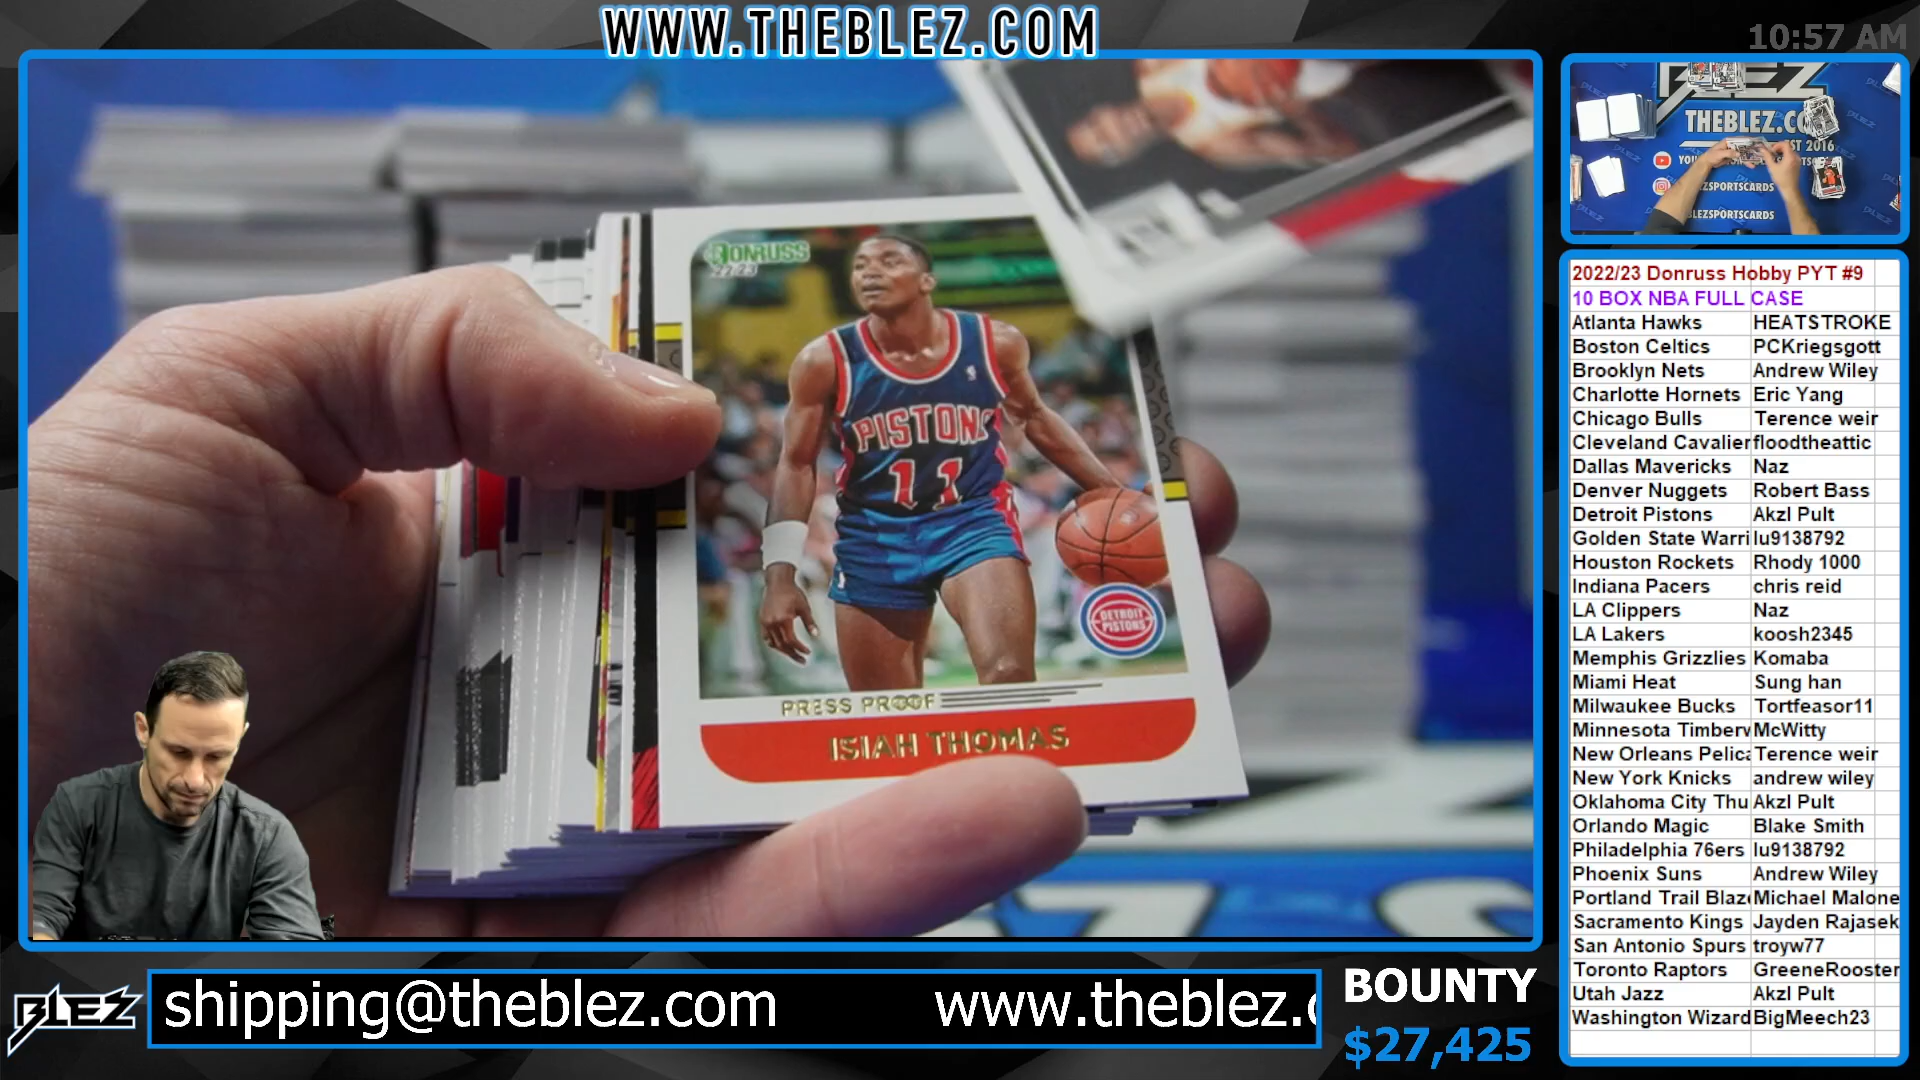 WWW.THEBLEZ.COM
10:57 AM
DONRUSS
22-23
PISTONS
11
DETROIT
PISTONS
PRESS PROOF
ISIAH THOMAS
BLEZ
THEBLEZ.CO
EST 2016
BLEZSPORTSCARDS
BLEZSPORTSCARDS
2022/23 Donruss Hobby PYT #9
10 BOX NBA FULL CASE
Atlanta Hawks HEATSTROKE
Boston Celtics PCKriegsgott
Brooklyn Nets Andrew Wiley
Charlotte Hornets Eric Yang
Chicago Bulls Terence weir
Cleveland Cavalier floodtheattic
Dallas Mavericks Naz
Denver Nuggets Robert Bass
Detroit Pistons Akzl Pult
Golden State Warri lu9138792
Houston Rockets Rhody 1000
Indiana Pacers chris reid
LA Clippers Naz
LA Lakers koosh2345
Memphis Grizzlies Komaba
Miami Heat Sung han
Milwaukee Bucks Tortfeasor11
Minnesota Timberv McWitty
New Orleans Pelica Terence weir
New York Knicks andrew wiley
Oklahoma City Thu Akzl Pult
Orlando Magic Blake Smith
Philadelphia 76ers lu9138792
Phoenix Suns Andrew Wiley
Portland Trail Blaze Michael Malone
Sacramento Kings Jayden Rajasek
San Antonio Spurs troyw77
Toronto Raptors GreeneRooster
Utah Jazz Akzl Pult
Washington Wizard BigMeech23
BLEZ
shipping@theblez.com www.theblez.c
BOUNTY
$27,425